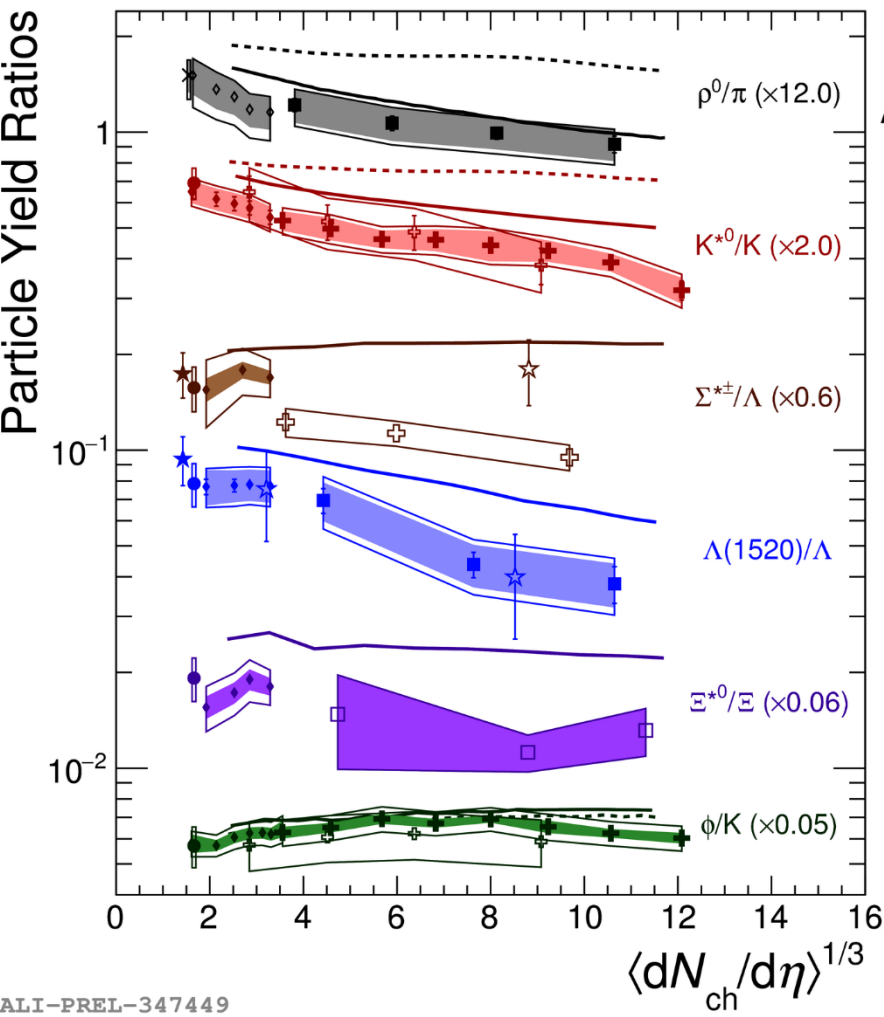 Particle Yield Ratios
1
10⁻¹
10⁻²
ρ⁰/π (×12.0)
K*⁰/K (×2.0)
Σ*±/Λ (×0.6)
Λ(1520)/Λ
Ξ*⁰/Ξ (×0.06)
ϕ/K (×0.05)
0 2 4 6 8 10 12 14 16
⟨dN_ch/dη⟩^1/3
ALI-PREL-347449